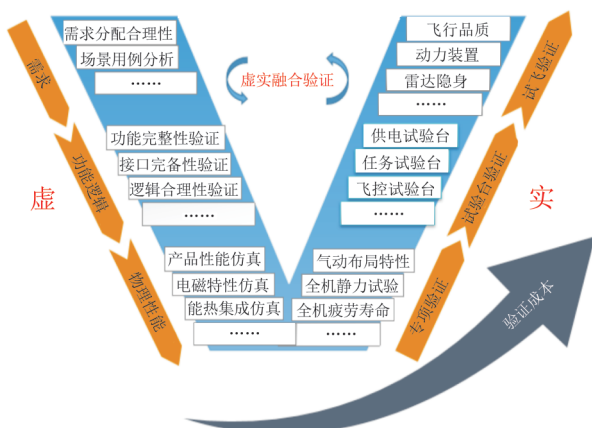 需求分配合理性
场景用例分析
……
需求
虚实融合验证
飞行品质
动力装置
雷达隐身
……
试飞验证
功能完整性验证
接口完备性验证
逻辑合理性验证
……
功能逻辑
虚
供电试验台
任务试验台
飞控试验台
……
试验台验证
实
产品性能仿真
电磁特性仿真
能热集成仿真
……
物理性能
气动布局特性
全机静力试验
全机疲劳寿命
……
专项验证
验证成本